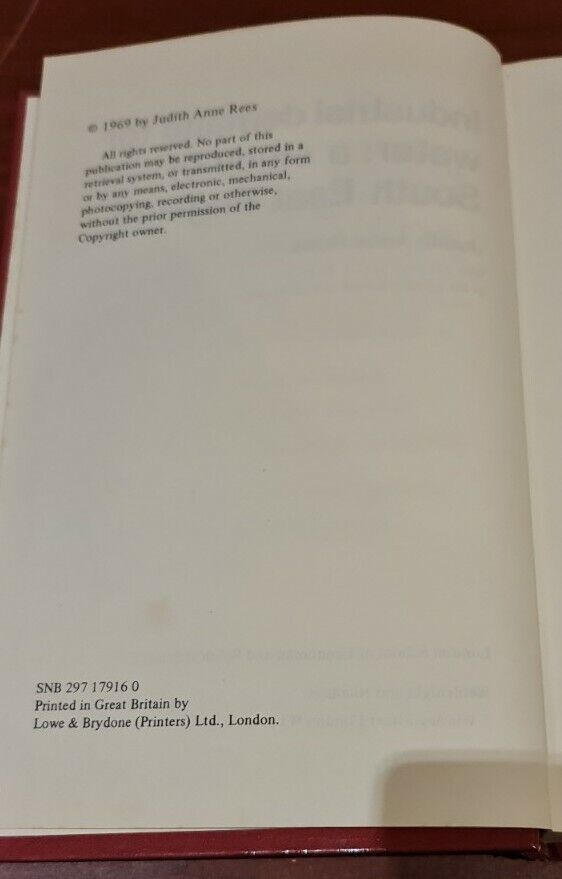 © 1969 by Judith Anne Rees
All rights reserved. No part of this
publication may be reproduced, stored in a
retrieval system, or transmitted, in any form
or by any means, electronic, mechanical,
photocopying, recording or otherwise,
without the prior permission of the
Copyright owner.
SNB 297 17916 0
Printed in Great Britain by
Lowe & Brydone (Printers) Ltd., London.